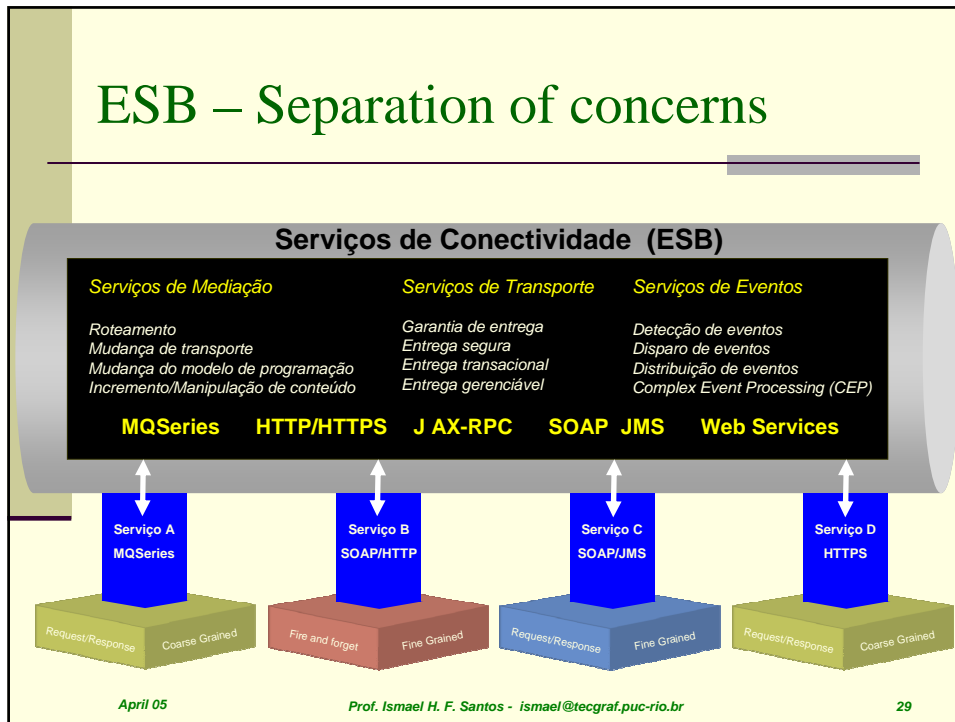 ESB – Separation of concerns
Serviços de Conectividade (ESB)
Serviços de Mediação
Roteamento
Mudança de transporte
Mudança do modelo de programação
Incremento/Manipulação de conteúdo
Serviços de Transporte
Garantia de entrega
Entrega segura
Entrega transacional
Entrega gerenciável
Serviços de Eventos
Detecção de eventos
Disparo de eventos
Distribuição de eventos
Complex Event Processing (CEP)
MQSeries HTTP/HTTPS J AX-RPC SOAP JMS Web Services
Serviço A
MQSeries
Serviço B
SOAP/HTTP
Serviço C
SOAP/JMS
Serviço D
HTTPS
Request/Response Coarse Grained
Fire and forget Fine Grained
Request/Response Fine Grained
Request/Response Coarse Grained
April 05 Prof. Ismael H. F. Santos - ismael@tecgraf.puc-rio.br 29